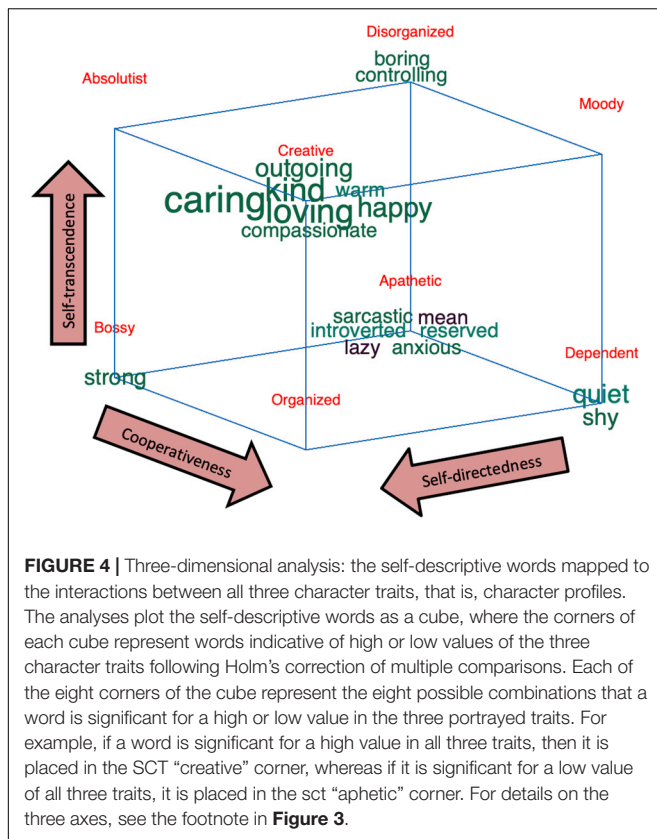 Disorganized
boring
controlling
Absolutist
Moody
Creative
outgoing
kind
warm
caring
loving
happy
compassionate
Self-transcendence
Apathetic
sarcastic mean
introverted reserved
lazy anxious
Bossy
strong
Dependent
quiet
shy
Organized
Cooperativeness
Self-directedness
FIGURE 4 | Three-dimensional analysis: the self-descriptive words mapped to
the interactions between all three character traits, that is, character profiles.
The analyses plot the self-descriptive words as a cube, where the corners of
each cube represent words indicative of high or low values of the three
character traits following Holm's correction of multiple comparisons. Each of
the eight corners of the cube represent the eight possible combinations that a
word is significant for a high or low value in the three portrayed traits. For
example, if a word is significant for a high value in all three traits, then it is
placed in the SCT “creative” corner, whereas if it is significant for a low value
of all three traits, it is placed in the sct “aphetic” corner. For details on the
three axes, see the footnote in Figure 3.